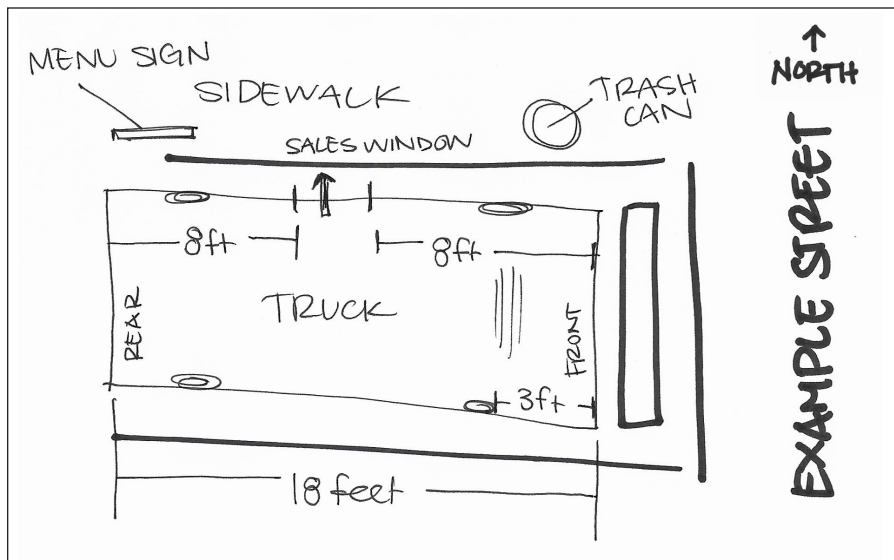 MENU SIGN
SIDEWALK
TRASH
CAN
↑
NORTH
SALES WINDOW
8ft
8ft
TRUCK
REAR
FRONT
3ft
18 feet
EXAMPLE STREET